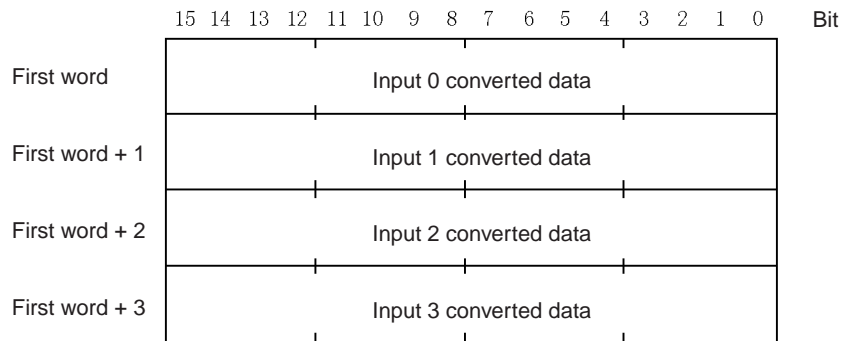 15 14 13 12 11 10 9 8 7 6 5 4 3 2 1 0 Bit
First word Input 0 converted data
First word + 1 Input 1 converted data
First word + 2 Input 2 converted data
First word + 3 Input 3 converted data